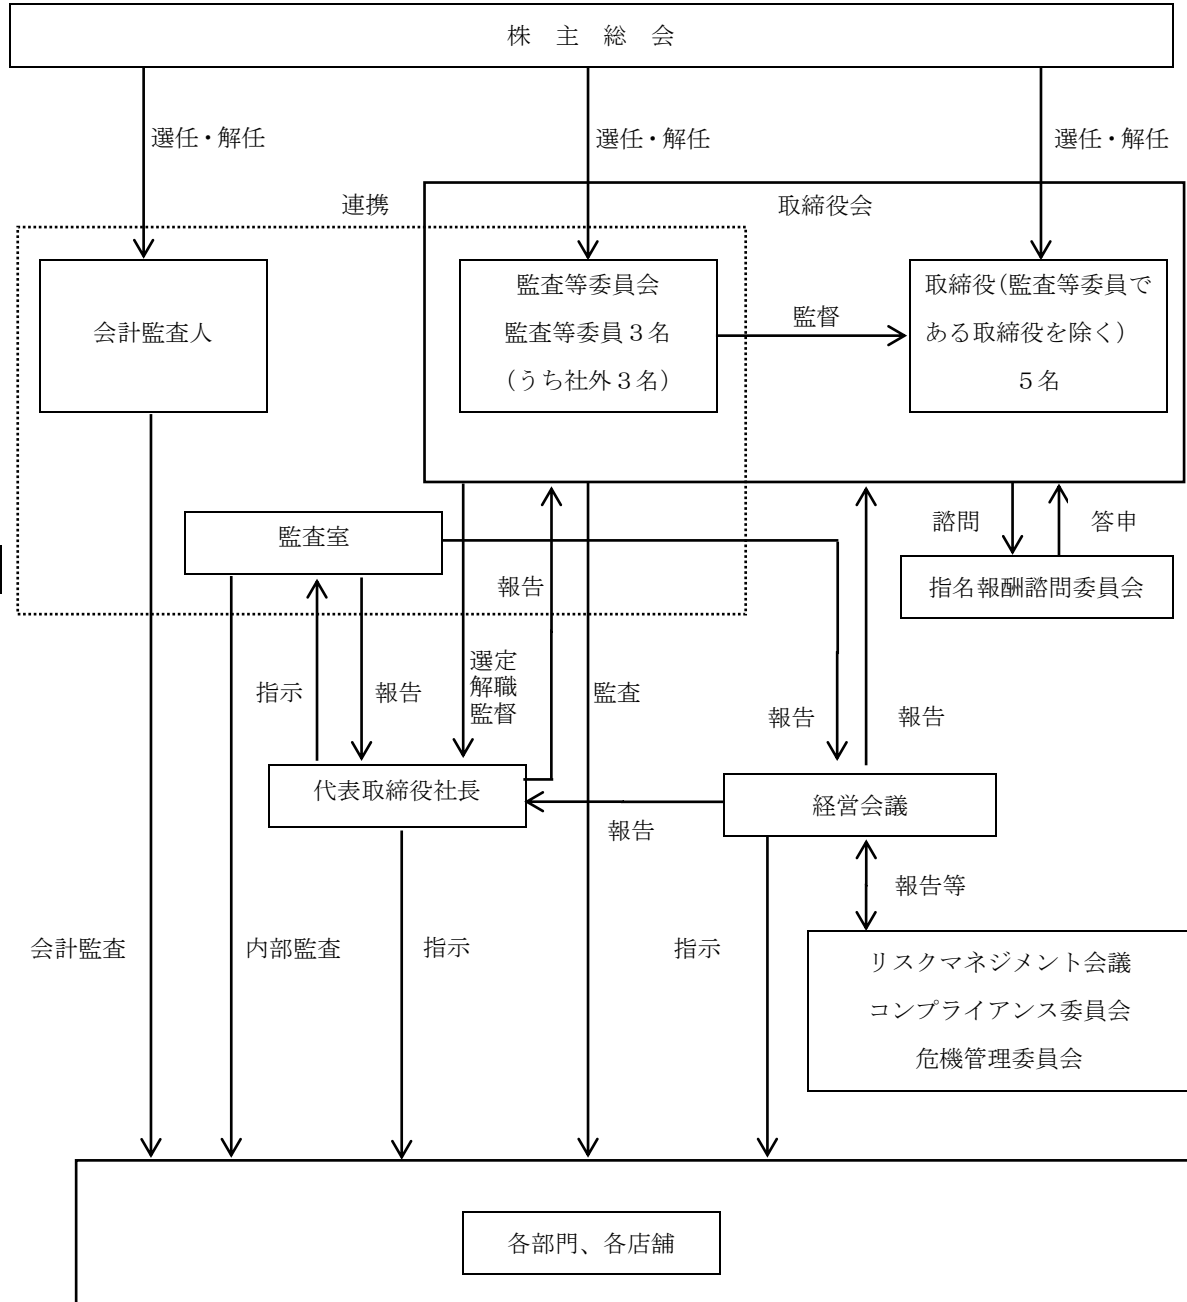 株 主 総 会
選任・解任
選任・解任
選任・解任
連携
取締役会
会計監査人
監査等委員会
監査等委員３名
（うち社外３名）
監督
取締役（監査等委員で
ある取締役を除く）
５名
監査室
諮問
答申
指名報酬諮問委員会
報告
指示
報告
選定
解職
監督
監査
報告
報告
代表取締役社長
経営会議
報告
報告等
会計監査
内部監査
指示
指示
リスクマネジメント会議
コンプライアンス委員会
危機管理委員会
各部門、各店舗